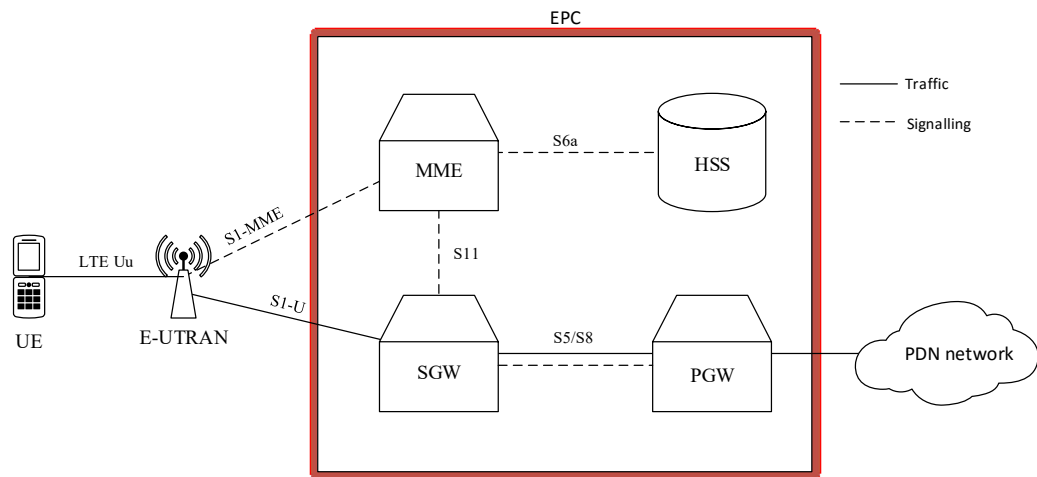 EPC
Traffic
Signalling
S6a
MME
HSS
S1-MME
S11
LTE Uu
S1-U
UE
E-UTRAN
S5/S8
SGW
PGW
PDN network